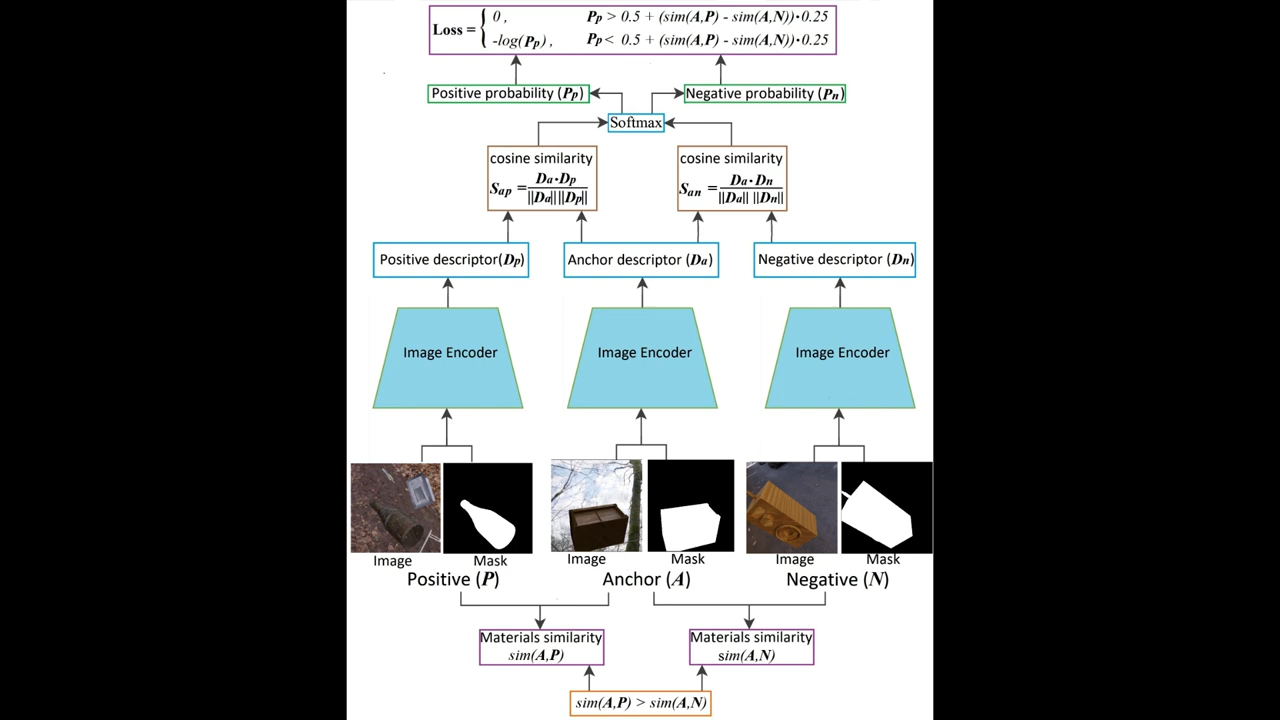 Loss = { 0 , Pp > 0.5 + (sim(A,P) - sim(A,N))·0.25
-log(Pp) , Pp < 0.5 + (sim(A,P) - sim(A,N))·0.25
Positive probability (Pp)
Negative probability (Pn)
Softmax
cosine similarity
Sap = Da·Dp / ||Da|| ||Dp||
cosine similarity
San = Da·Dn / ||Da|| ||Dn||
Positive descriptor(Dp)
Anchor descriptor (Da)
Negative descriptor (Dn)
Image Encoder
Image Encoder
Image Encoder
Image
Mask
Image
Mask
Image
Mask
Positive (P)
Anchor (A)
Negative (N)
Materials similarity
sim(A,P)
Materials similarity
sim(A,N)
sim(A,P) > sim(A,N)